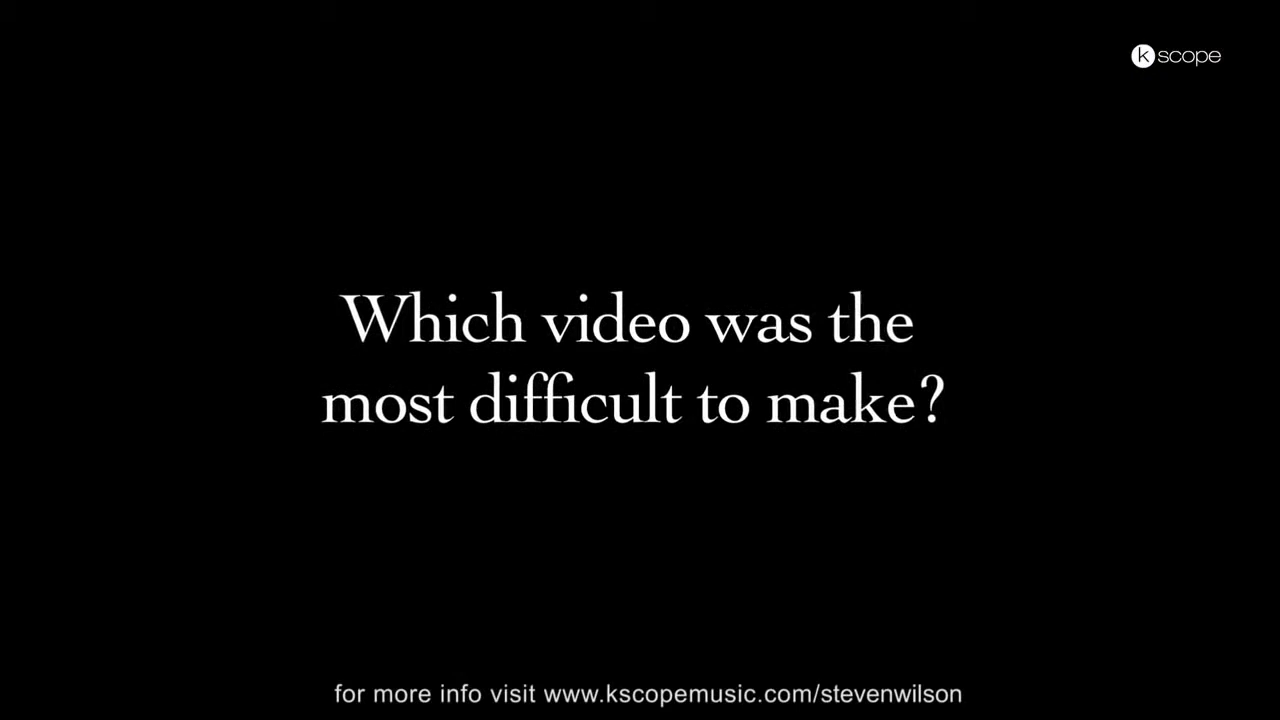 kscope
Which video was the
most difficult to make?
for more info visit www.kscopemusic.com/stevenwilson